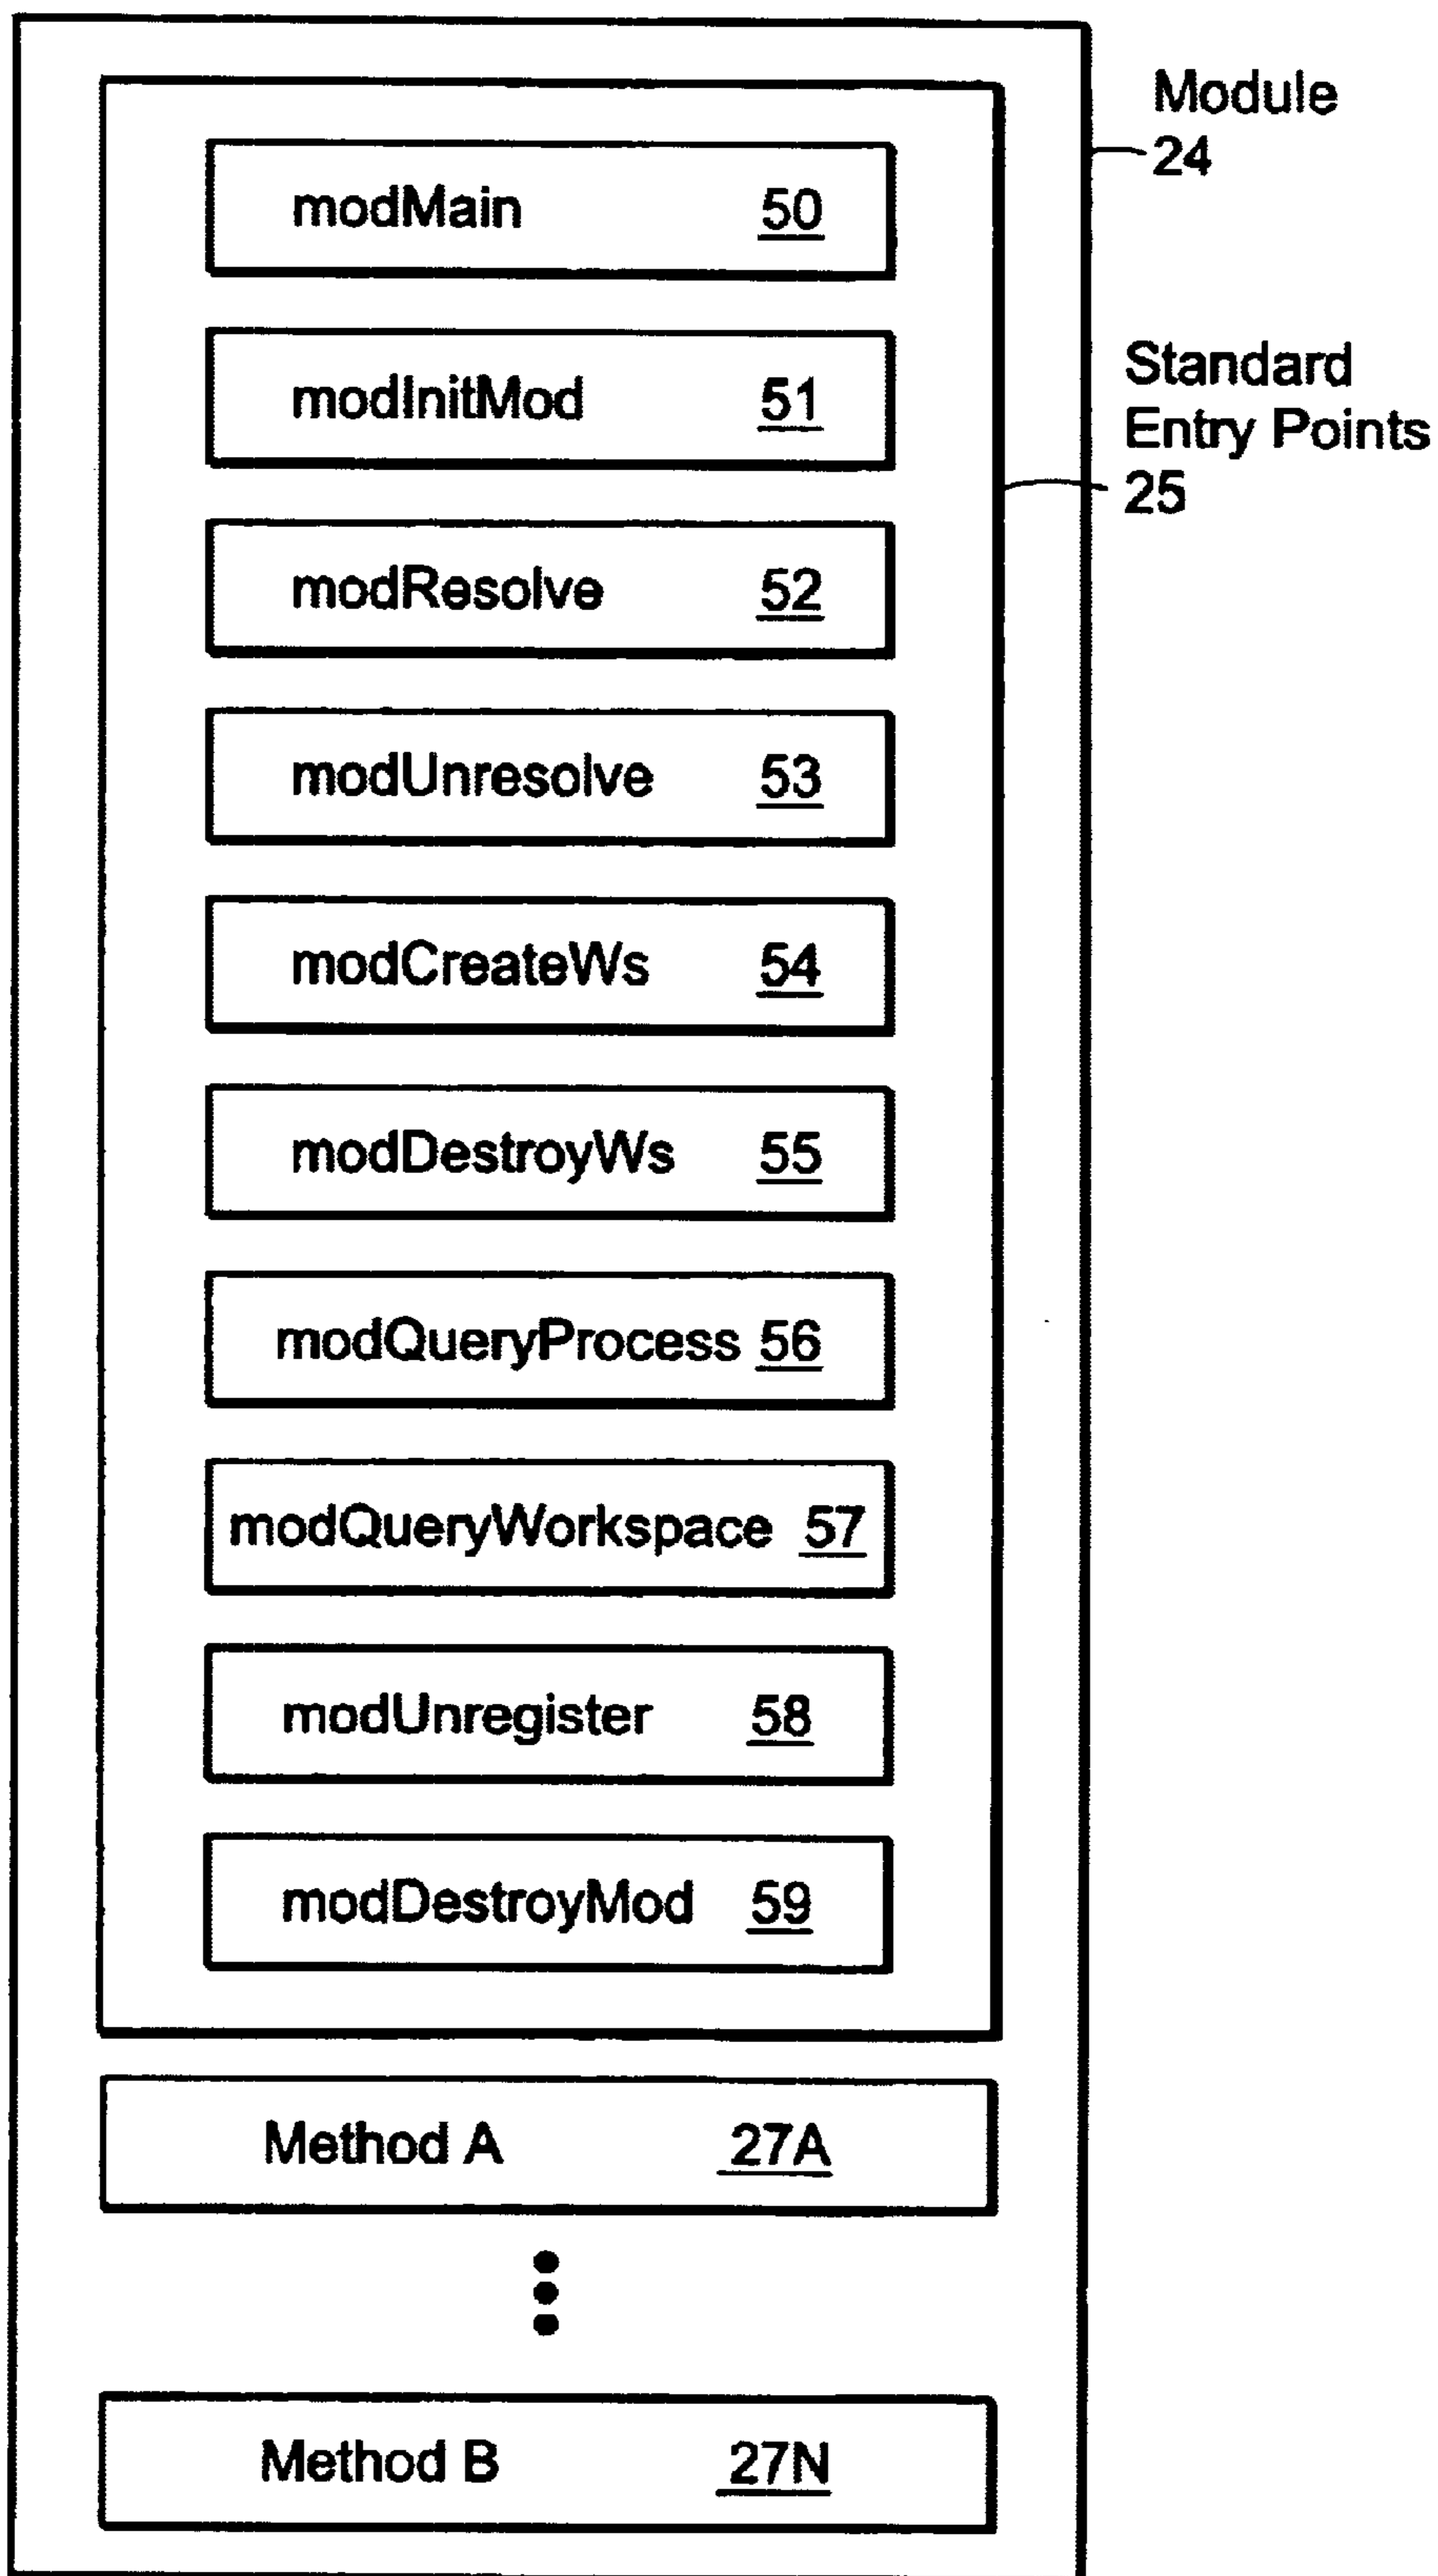 Module
24
modMain 50
modInitMod 51
Standard
Entry Points
25
modResolve 52
modUnresolve 53
modCreateWs 54
modDestroyWs 55
modQueryProcess 56
modQueryWorkspace 57
modUnregister 58
modDestroyMod 59
Method A 27A
Method B 27N